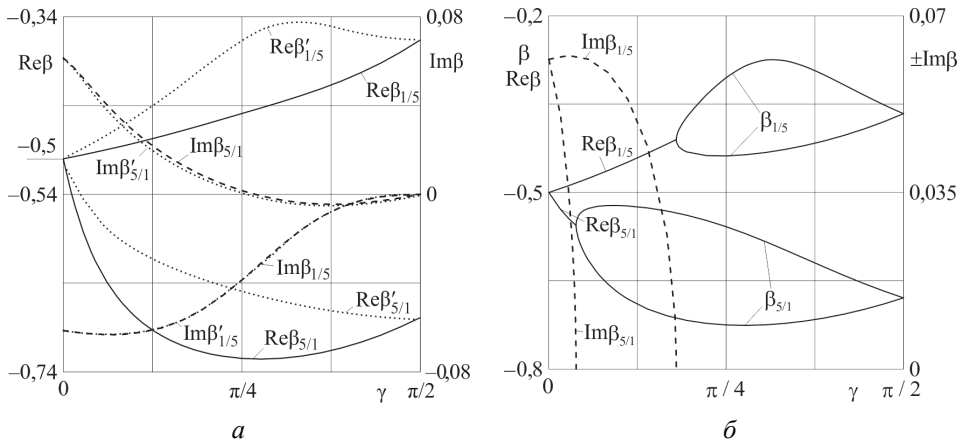 −0,34
0,08
Reβ
Imβ
Reβ′1/5
Reβ1/5
−0,5
Imβ′5/1
Imβ5/1
−0,54
0
Imβ1/5
Reβ′5/1
Imβ′1/5
Reβ5/1
−0,74
−0,08
0
π/4
γ
π/2
а
−0,2
0,07
β
Reβ
Imβ1/5
±Imβ
β1/5
Reβ1/5
−0,5
0,035
Reβ5/1
β5/1
Imβ5/1
−0,8
0
0
π / 4
γ
π / 2
б